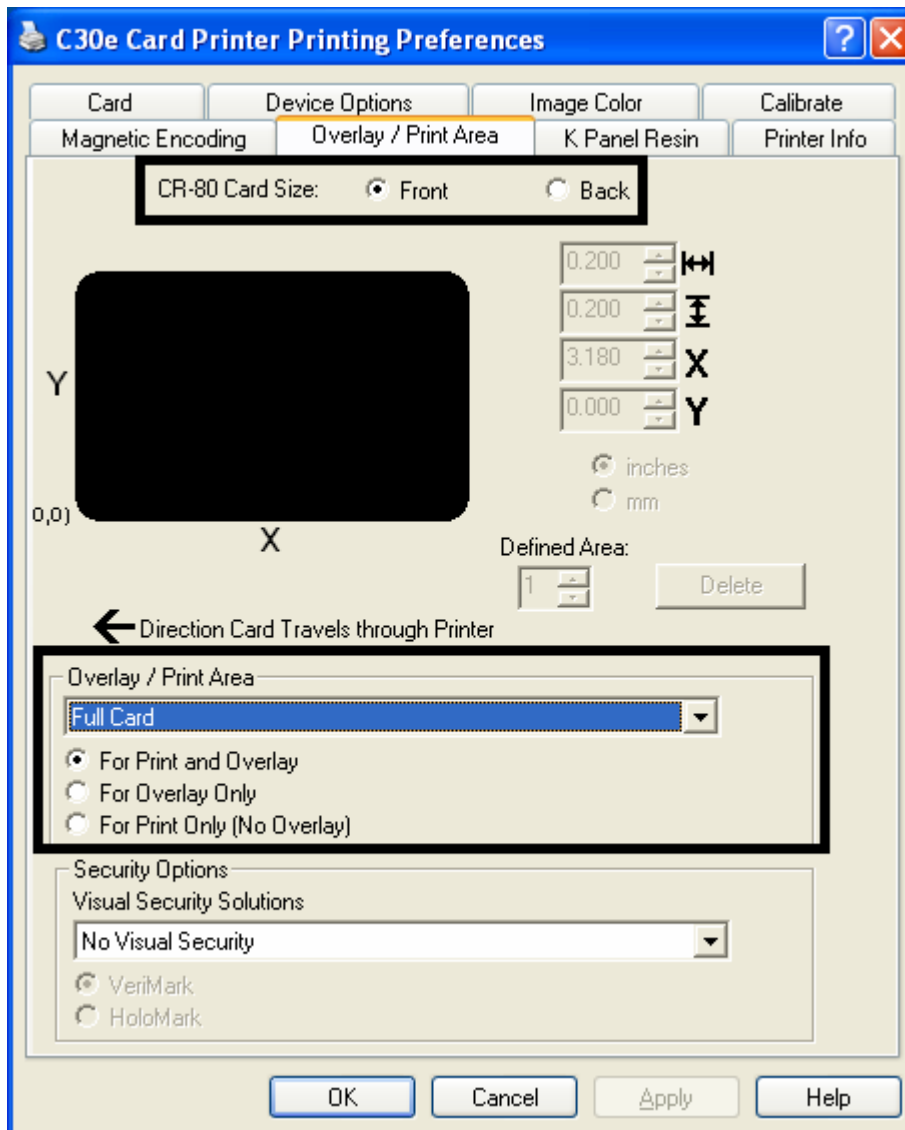 C30e Card Printer Printing Preferences
Card Device Options Image Color Calibrate
Magnetic Encoding Overlay / Print Area K Panel Resin Printer Info
CR-80 Card Size: Front Back
0.200
0.200
3.180 X
0.000 Y
Y
inches
mm
0,0)
X
Defined Area:
1 Delete
Direction Card Travels through Printer
Overlay / Print Area
Full Card
For Print and Overlay
For Overlay Only
For Print Only (No Overlay)
Security Options
Visual Security Solutions
No Visual Security
VeriMark
HoloMark
OK Cancel Apply Help